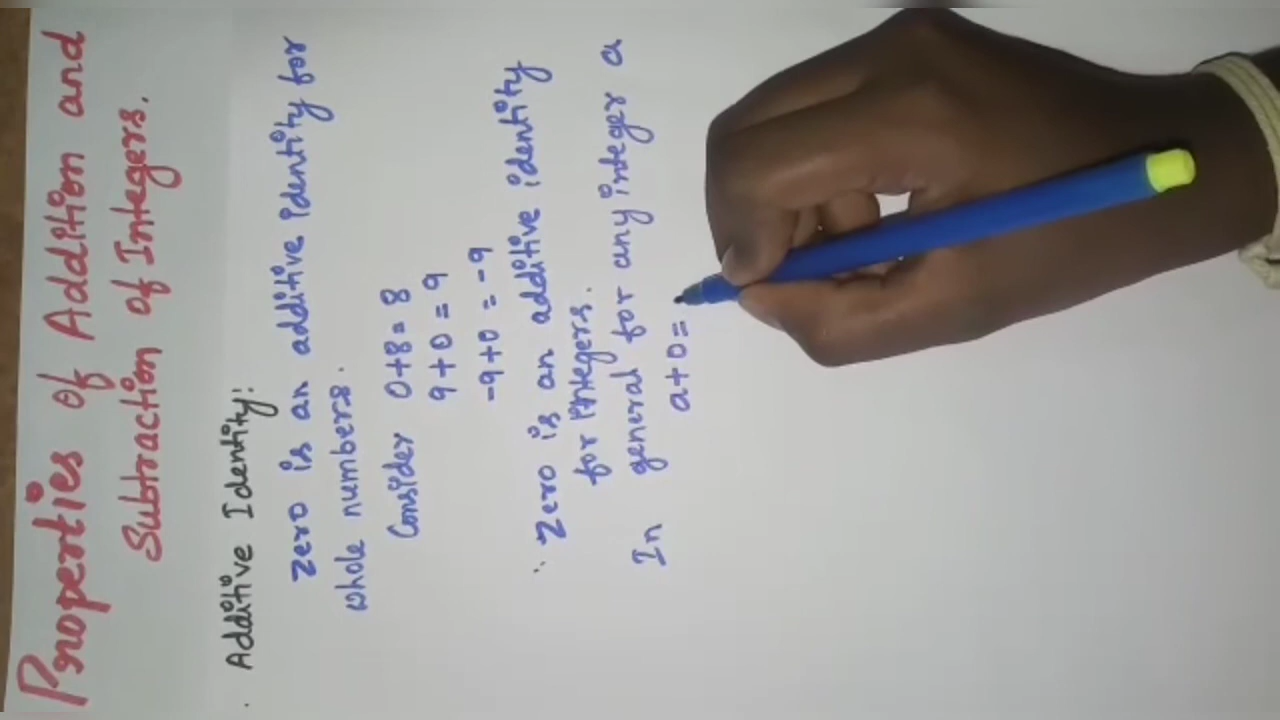 Properties of Addition and
Subtraction of Integers.
. Additive Identity:
Zero is an additive identity for
whole numbers.
Consider 0+8=8
9+0=9
-9+0=-9
∴ Zero is an additive identity
for integers.
In general for any integer a
a+0=